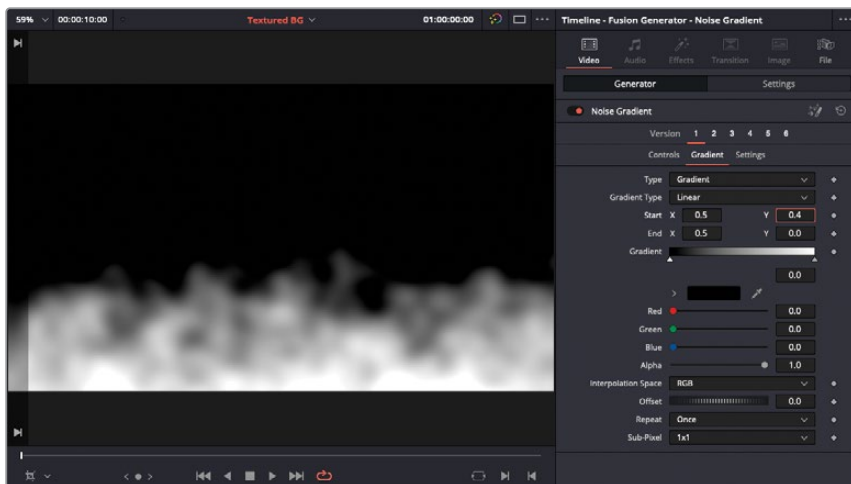 59% 00:00:10:00 Textured BG 01:00:00:00 ... Timeline - Fusion Generator - Noise Gradient ...
Video Audio Effects Transition Image File
Generator Settings
Noise Gradient
Version 1 2 3 4 5 6
Controls Gradient Settings
Type Gradient
Gradient Type Linear
Start X 0.5 Y 0.4
End X 0.5 Y 0.0
Gradient
0.0
Red 0.0
Green 0.0
Blue 0.0
Alpha 1.0
Interpolation Space RGB
Offset 0.0
Repeat Once
Sub-Pixel 1x1